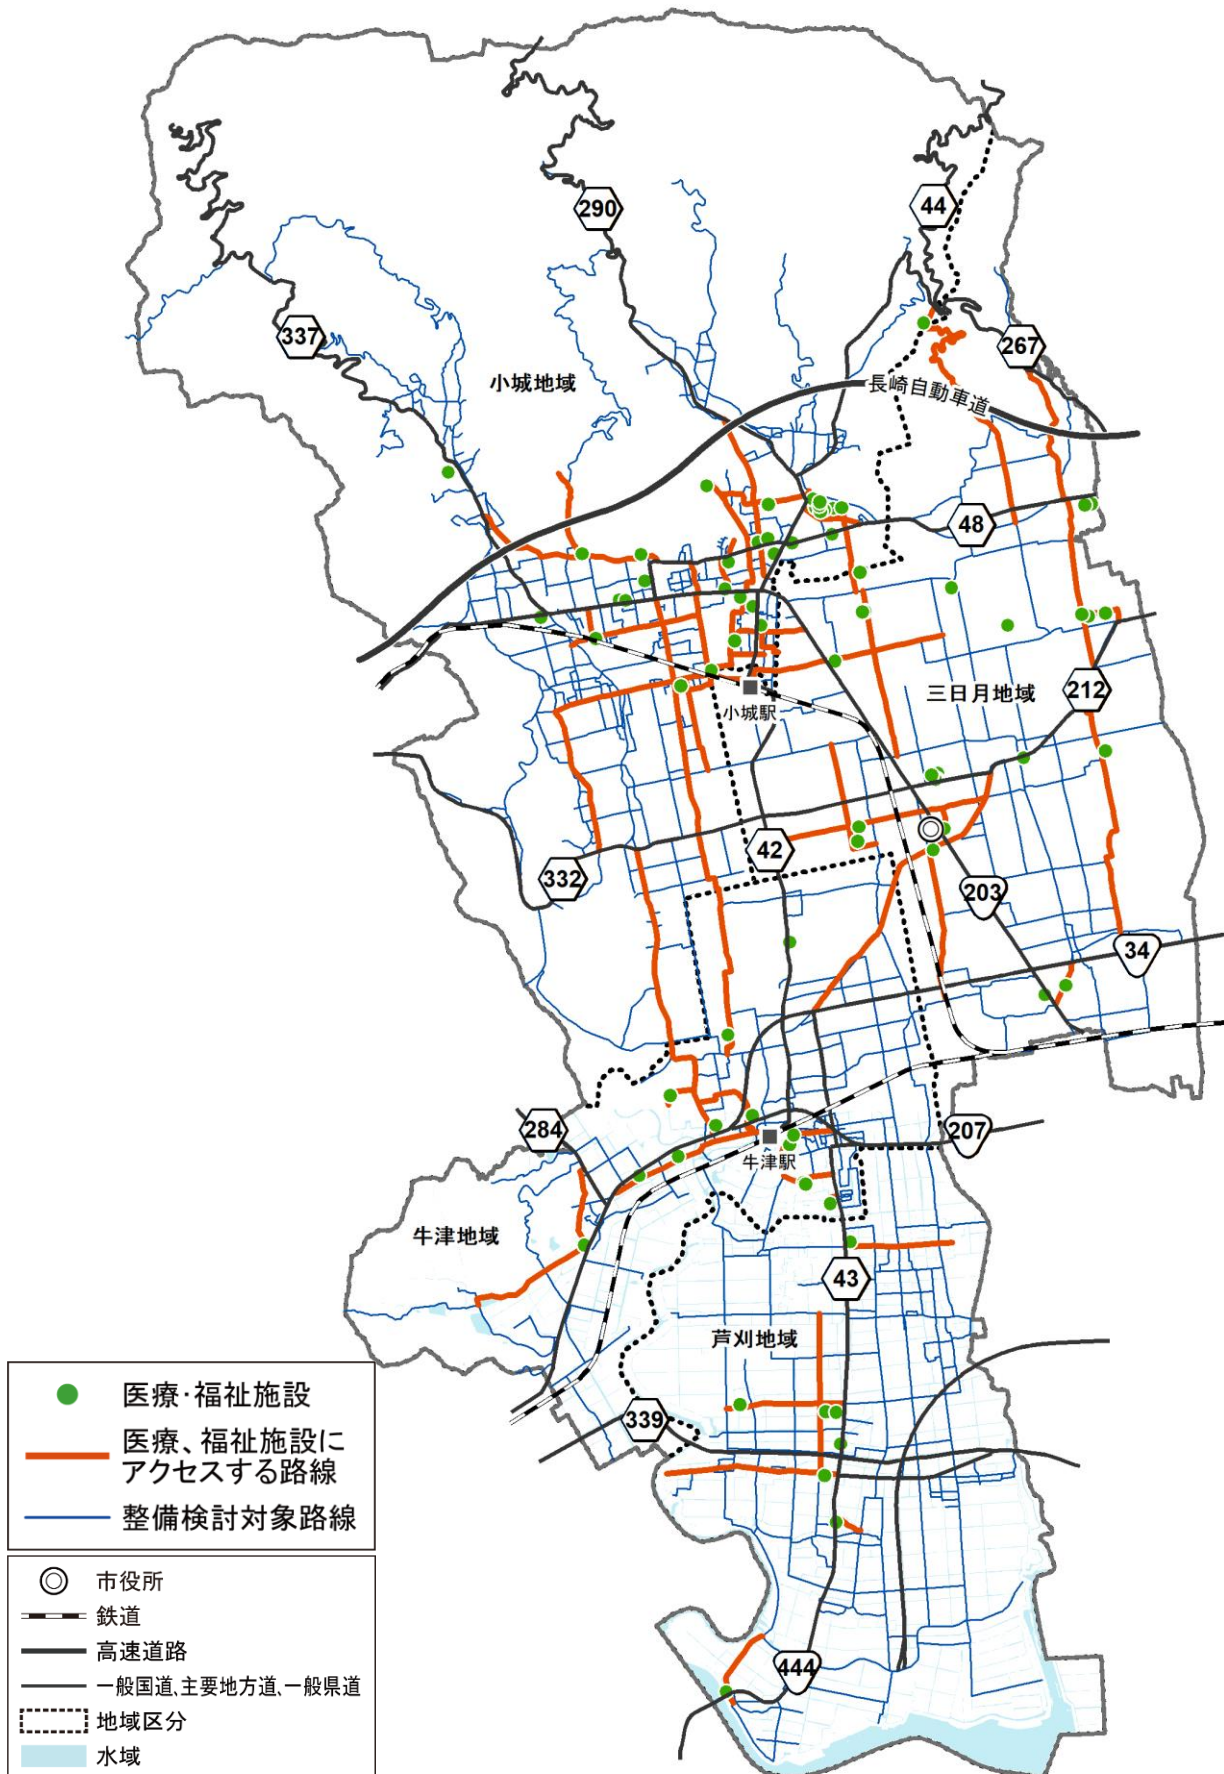 290
44
337
267
小城地域
長崎自動車道
48
三日月地域
212
小城駅
42
332
203
34
284
207
牛津駅
牛津地域
43
芦刈地域
339
444
医療・福祉施設
医療、福祉施設に
アクセスする路線
整備検討対象路線
市役所
鉄道
高速道路
一般国道、主要地方道、一般県道
地域区分
水域